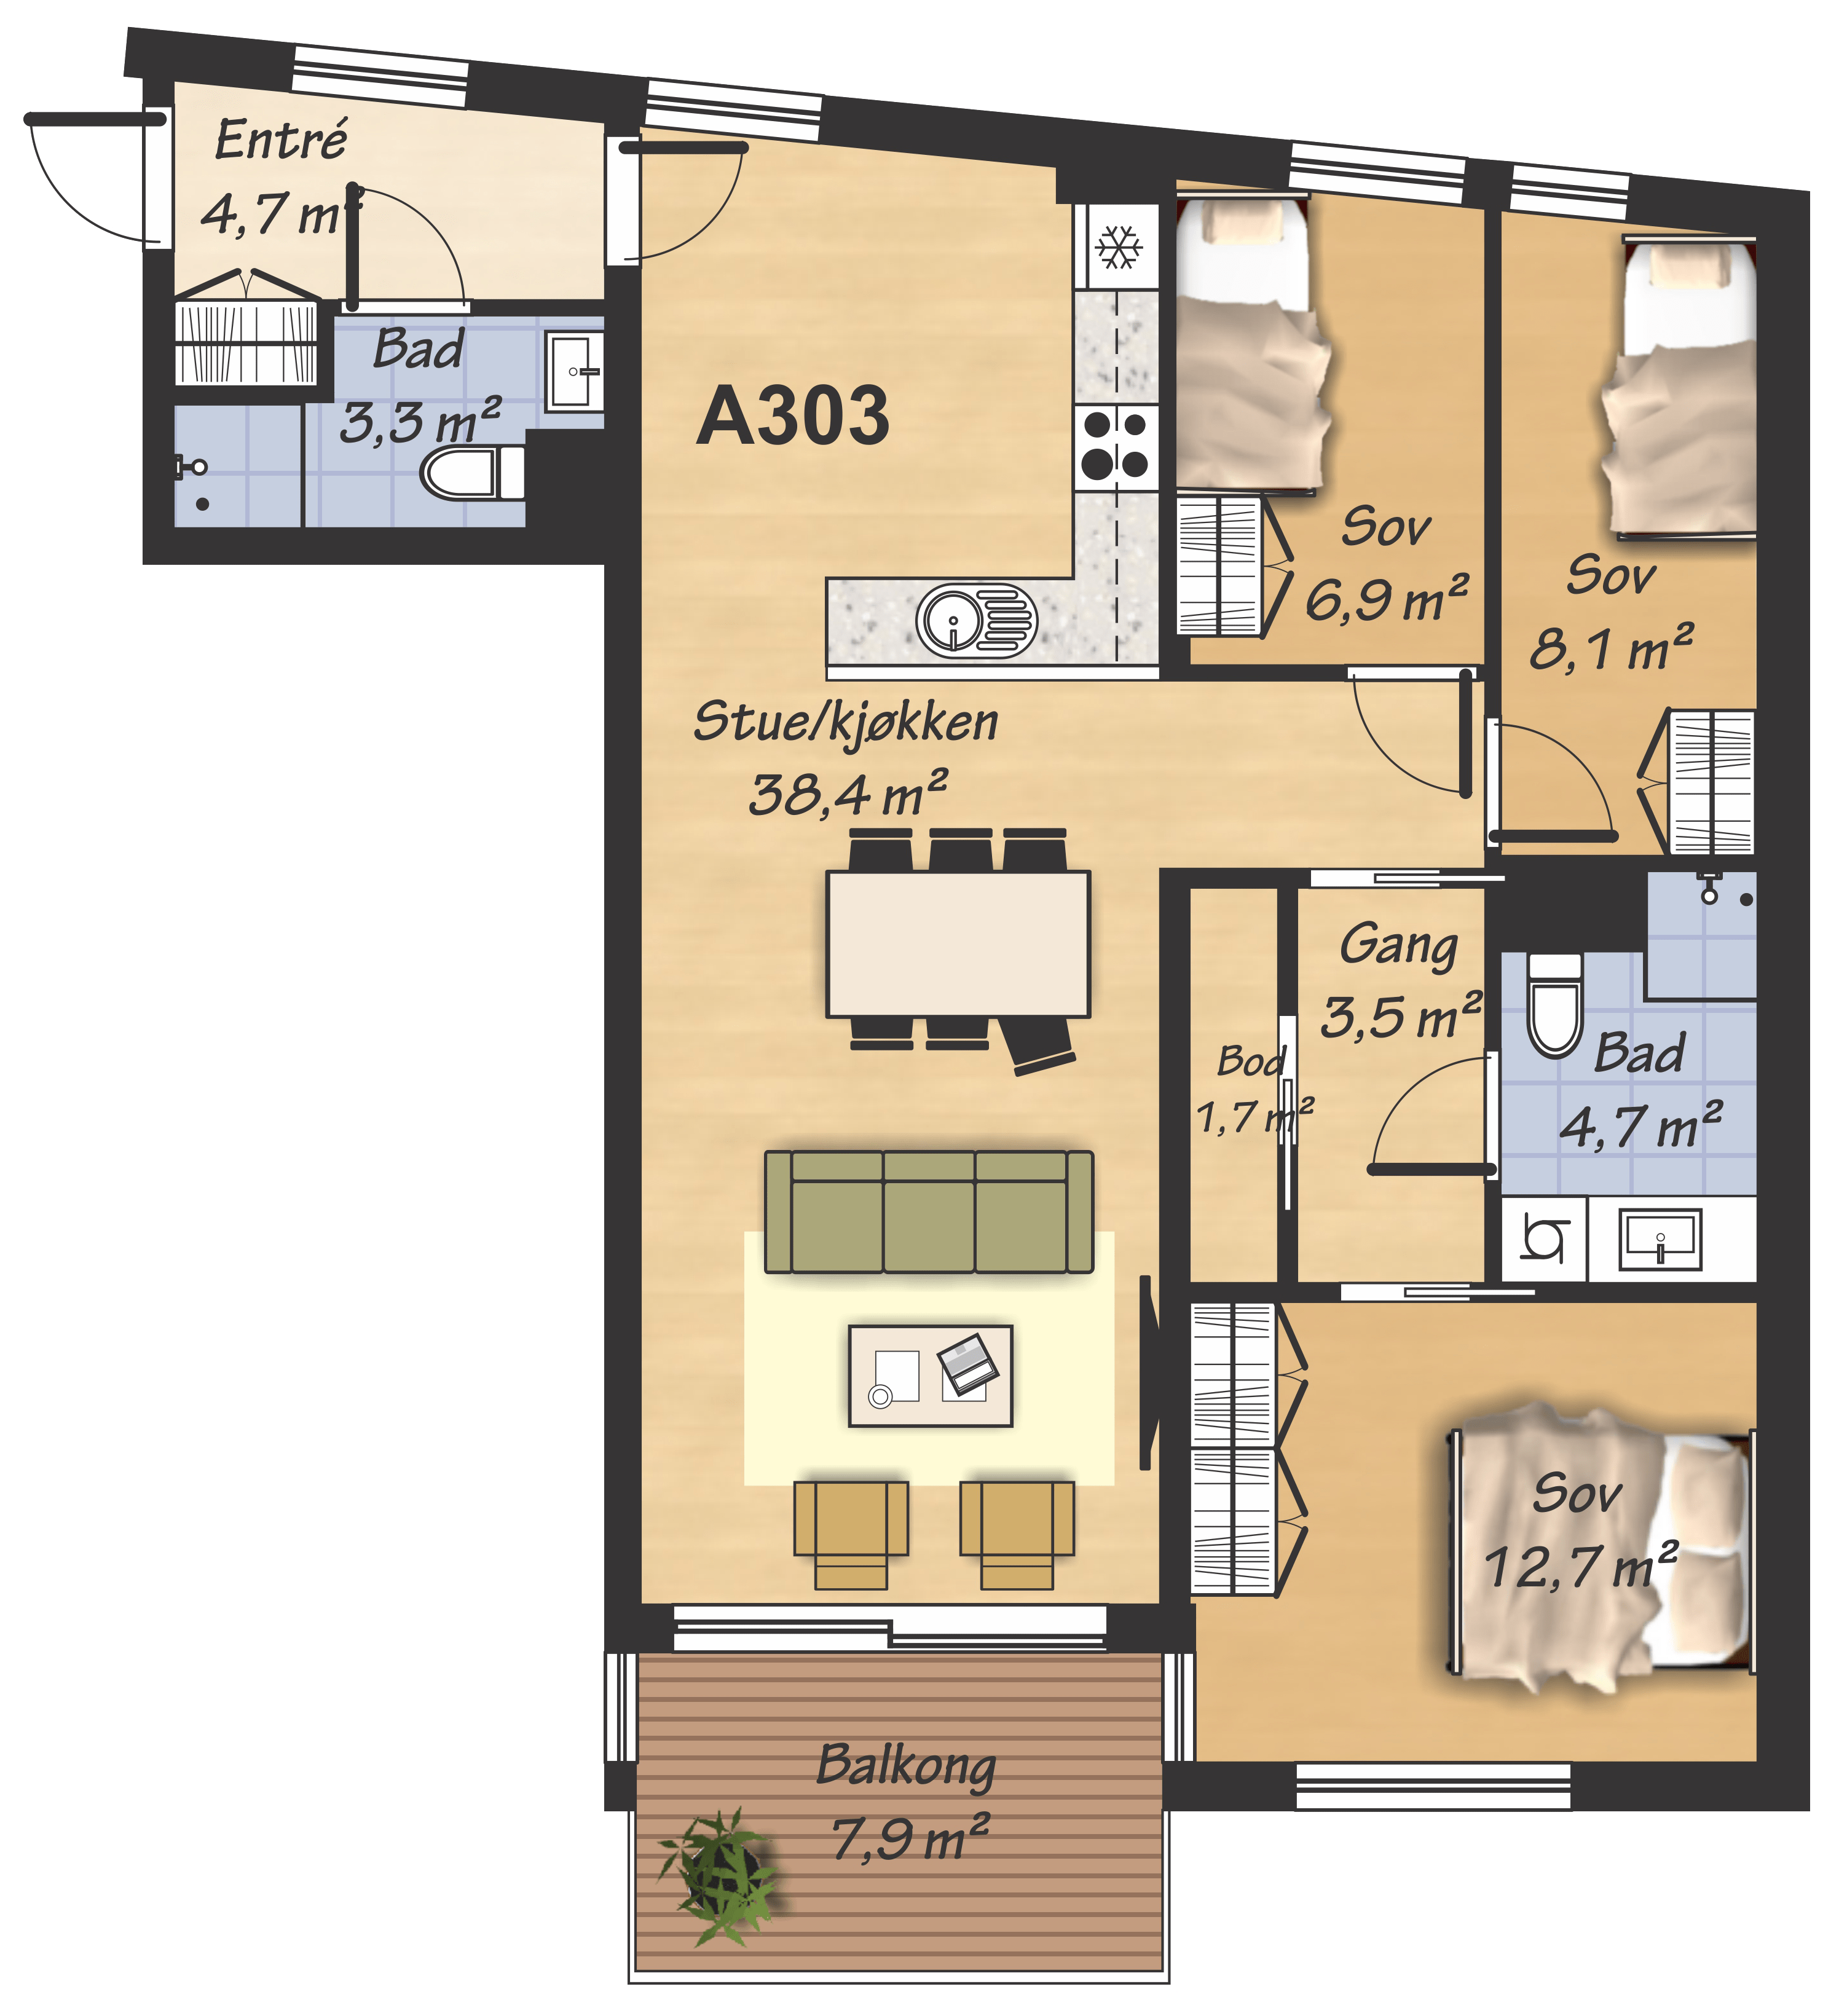 Entré
4,7 m²
Bad
3,3 m²
A303
Sov
6,9 m²
Sov
8,1 m²
Stue/kjøkken
38,4 m²
Gang
3,5 m²
Bod
1,7 m²
Bad
4,7 m²
Sov
12,7 m²
Balkong
7,9 m²